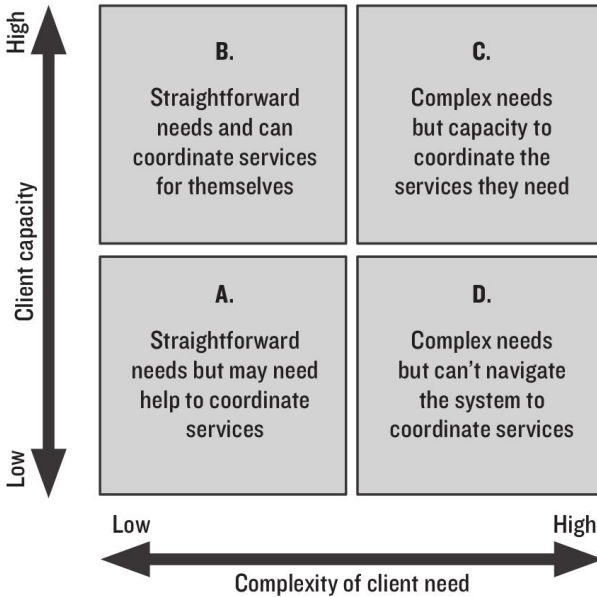 High
Client capacity
Low
B.
Straightforward
needs and can
coordinate services
for themselves
C.
Complex needs
but capacity to
coordinate the
services they need
A.
Straightforward
needs but may need
help to coordinate
services
D.
Complex needs
but can't navigate
the system to
coordinate services
Low
High
Complexity of client need